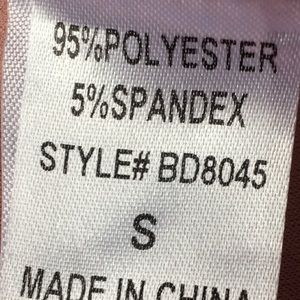 95%POLYESTER
5%SPANDEX
STYLE# BD8045
S
MADE IN CHINA